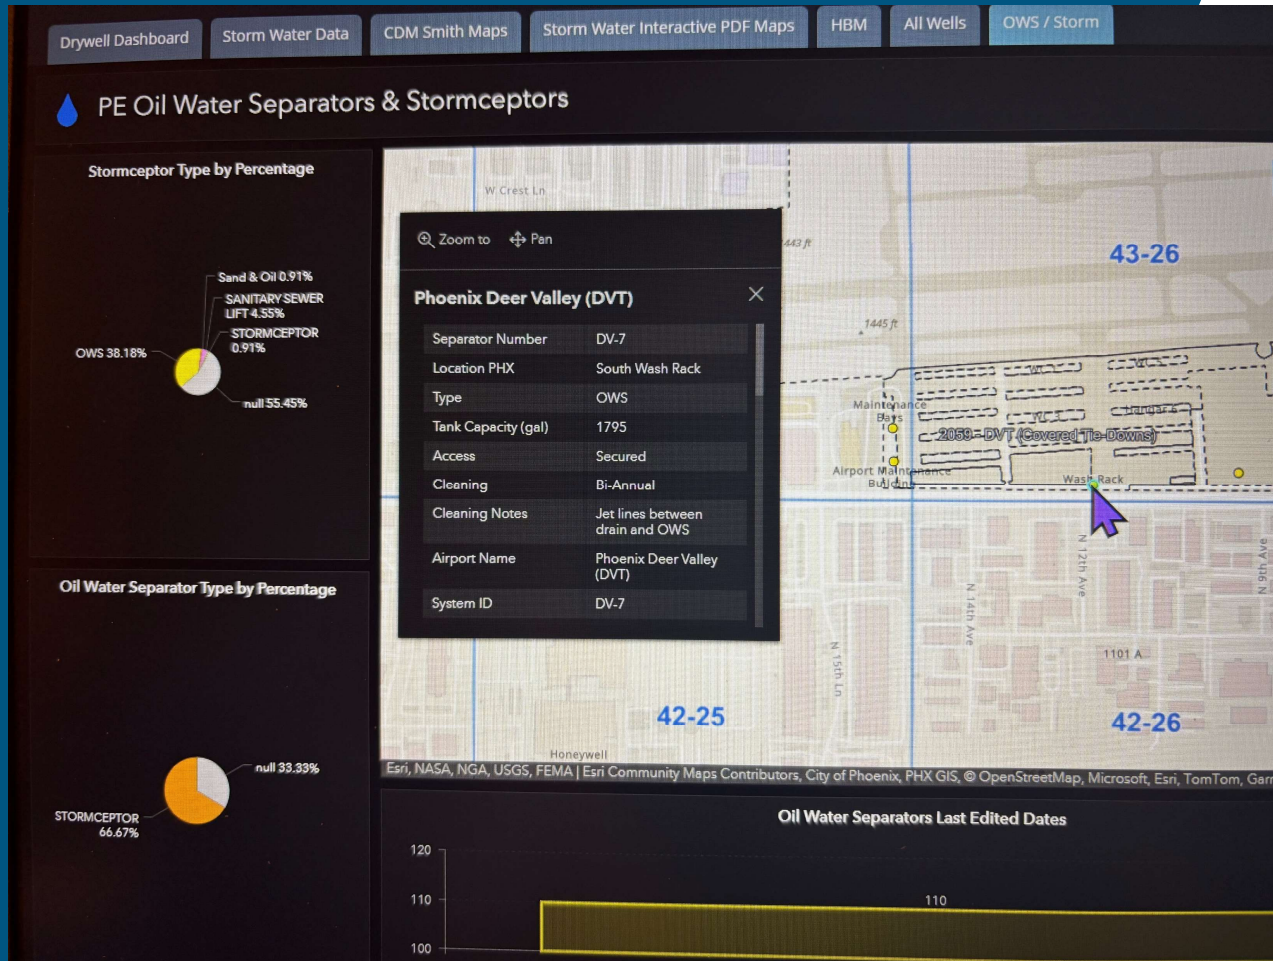 Drywell Dashboard
Storm Water Data
CDM Smith Maps
Storm Water Interactive PDF Maps
HBM
All Wells
OWS / Storm
PE Oil Water Separators & Stormceptors
Stormceptor Type by Percentage
Sand & Oil 0.91%
SANITARY SEWER
LIFT 4.55%
STORMCEPTOR
0.91%
OWS 38.18%
null 55.45%
Oil Water Separator Type by Percentage
null 33.33%
STORMCEPTOR
66.67%
W Crest Ln
Zoom to
Pan
Phoenix Deer Valley (DVT)
Separator Number DV-7
Location PHX South Wash Rack
Type OWS
Tank Capacity (gal) 1795
Access Secured
Cleaning Bi-Annual
Cleaning Notes Jet lines between
drain and OWS
Airport Name Phoenix Deer Valley
(DVT)
System ID DV-7
443 ft
43-26
1445 ft
Maintenance
Bays
WC 3
Hangar 6
2059 - DVT (Covered Tie-Downs)
Airport Maintenance
Building
Wash Rack
N 12th Ave
N 9th Ave
N 14th Ave
N 15th Ln
1101 A
42-25
42-26
Honeywell
Esri, NASA, NGA, USGS, FEMA | Esri Community Maps Contributors, City of Phoenix, PHX GIS, © OpenStreetMap, Microsoft, Esri, TomTom, Garr
Oil Water Separators Last Edited Dates
120
110
100
110